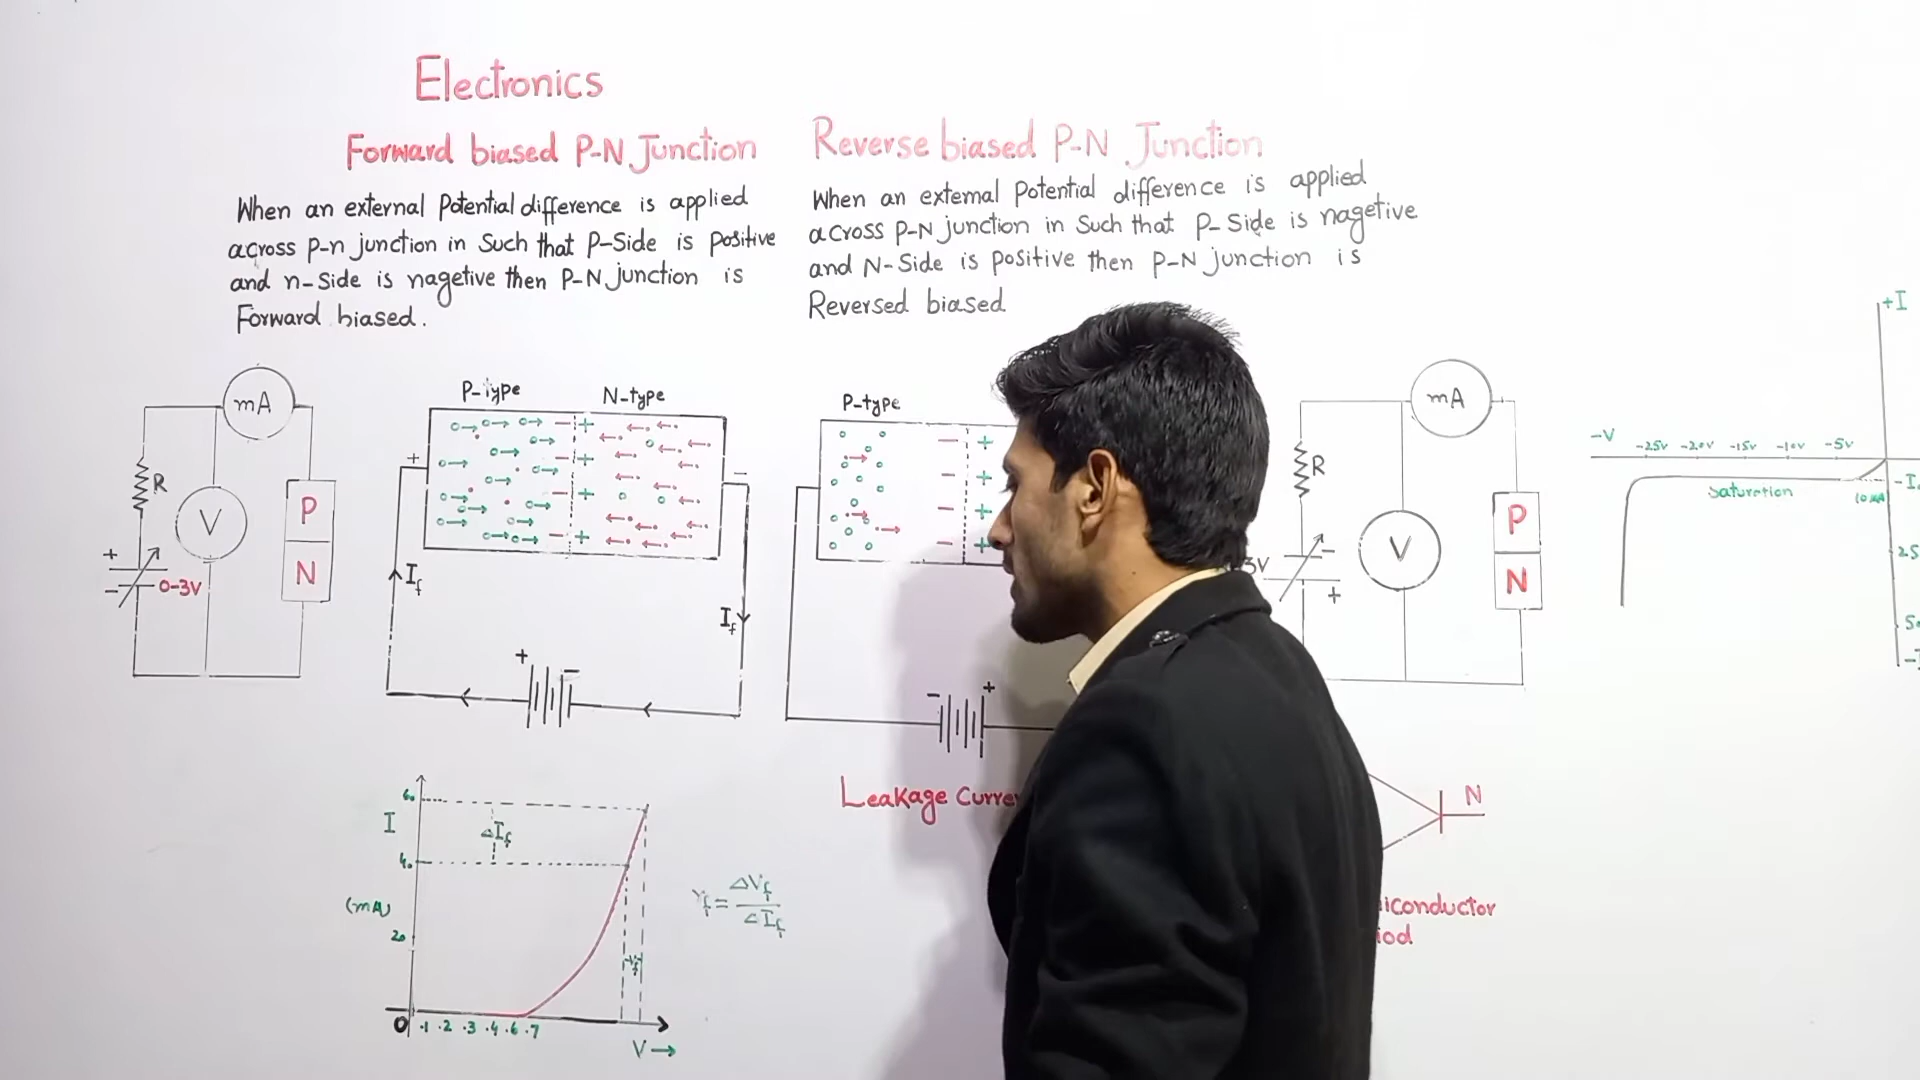 Electronics
Forward biased P-N Junction
When an external Potential difference is applied
across p-n junction in Such that P-Side is Positive
and n-Side is nagetive then P-N junction is
Forward biased.
Reverse biased P-N Junction
When an external Potential difference is applied
across P-N junction in Such that P-Side is nagetive
and N-Side is positive then P-N junction is
Reversed biased
mA
R
V
P
N
+
-
0-3V
P-type
N-type
+
-
If
If
+
-
P-type
-
+
Leakage
mA
R
V
P
N
-
+
3V
N
+I
-V
-25v -20v -15v -10v -5v
Saturation
60
I
ΔIf
40
(mA)
20
0
.1 .2 .3 .4 .6 .7
V→
rf = ΔVf / ΔIf